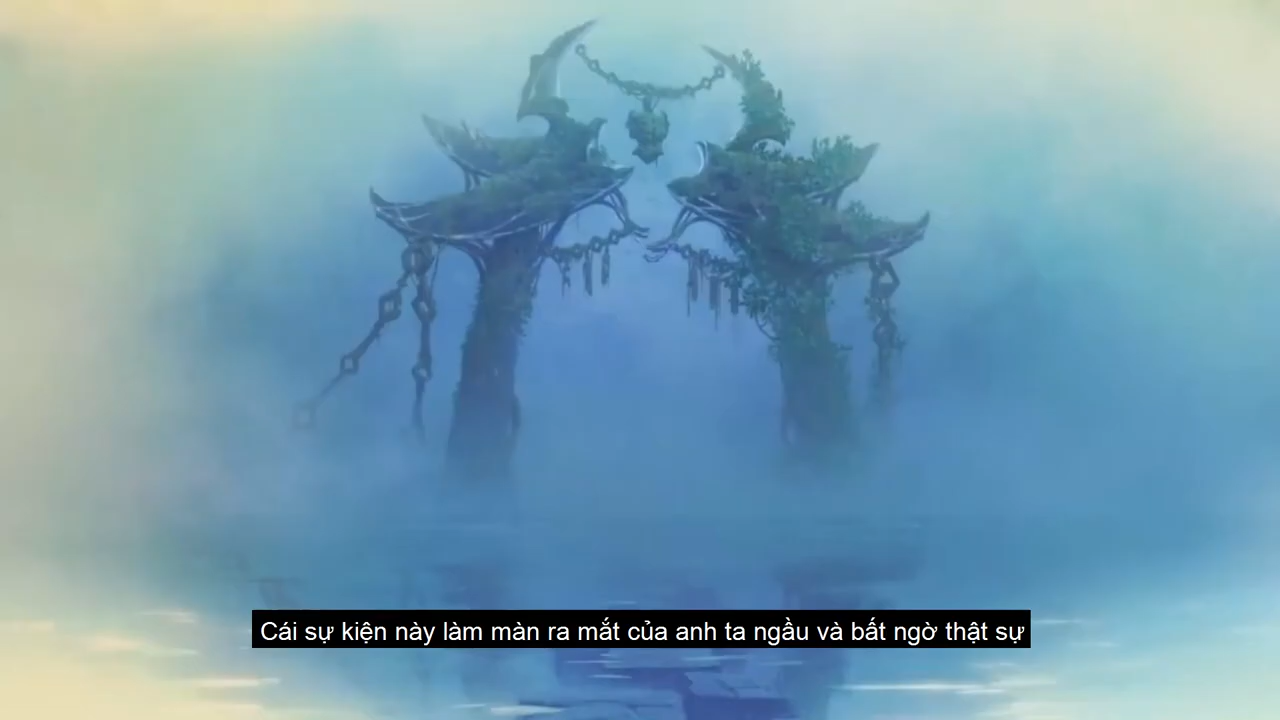 Cái sự kiện này làm màn ra mắt của anh ta ngầu và bất ngờ thật sự